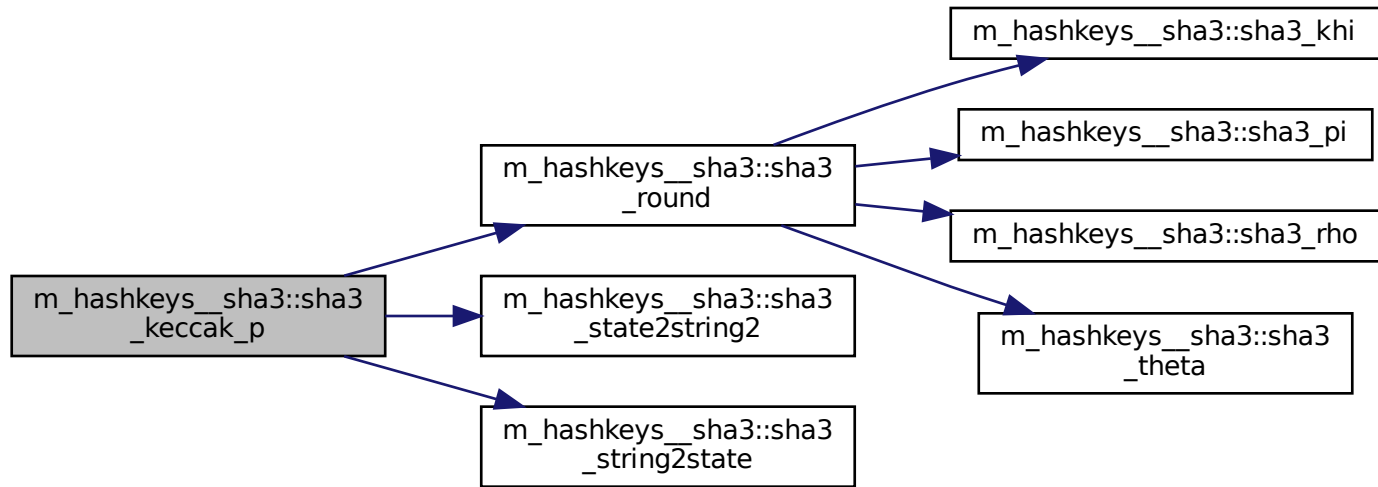 m_hashkeys__sha3::sha3
_keccak_p
m_hashkeys__sha3::sha3
_round
m_hashkeys__sha3::sha3
_state2string2
m_hashkeys__sha3::sha3
_string2state
m_hashkeys__sha3::sha3_khi
m_hashkeys__sha3::sha3_pi
m_hashkeys__sha3::sha3_rho
m_hashkeys__sha3::sha3
_theta